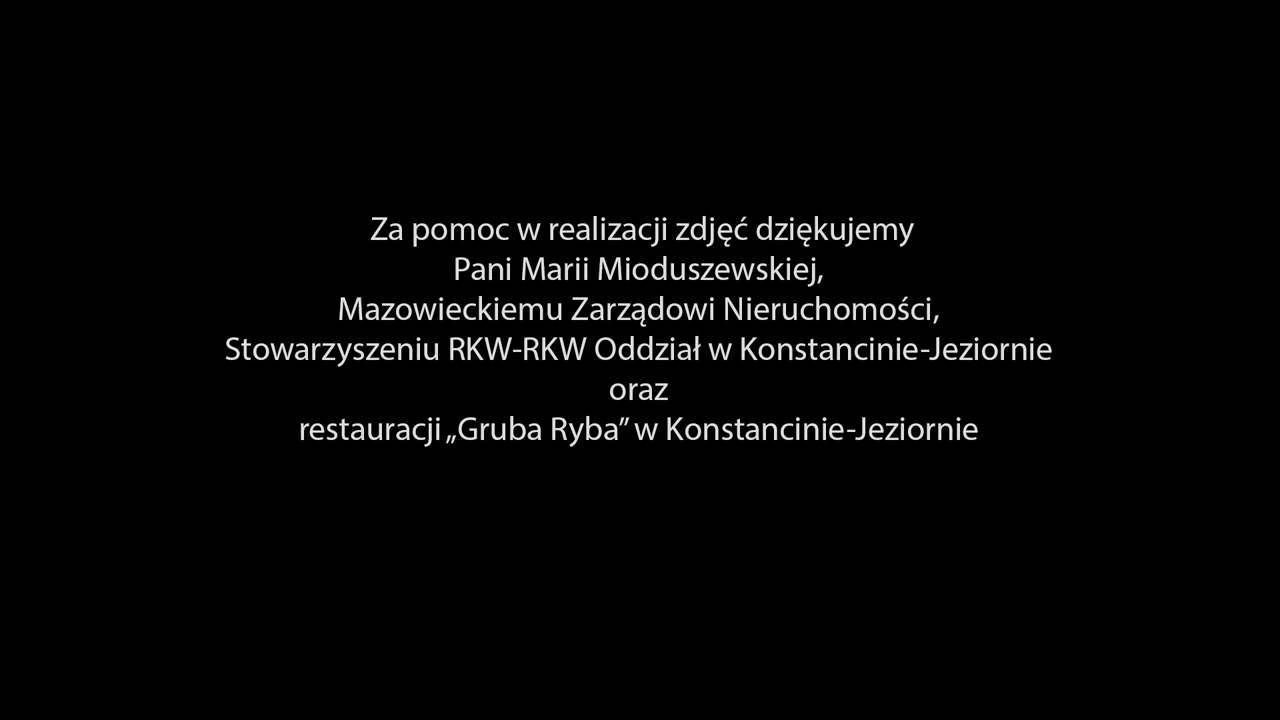 Za pomoc w realizacji zdjęć dziękujemy
Pani Marii Mioduszewskiej,
Mazowieckiemu Zarządowi Nieruchomości,
Stowarzyszeniu RKW-RKW Oddział w Konstancinie-Jeziornie
oraz
restauracji „Gruba Ryba” w Konstancinie-Jeziornie